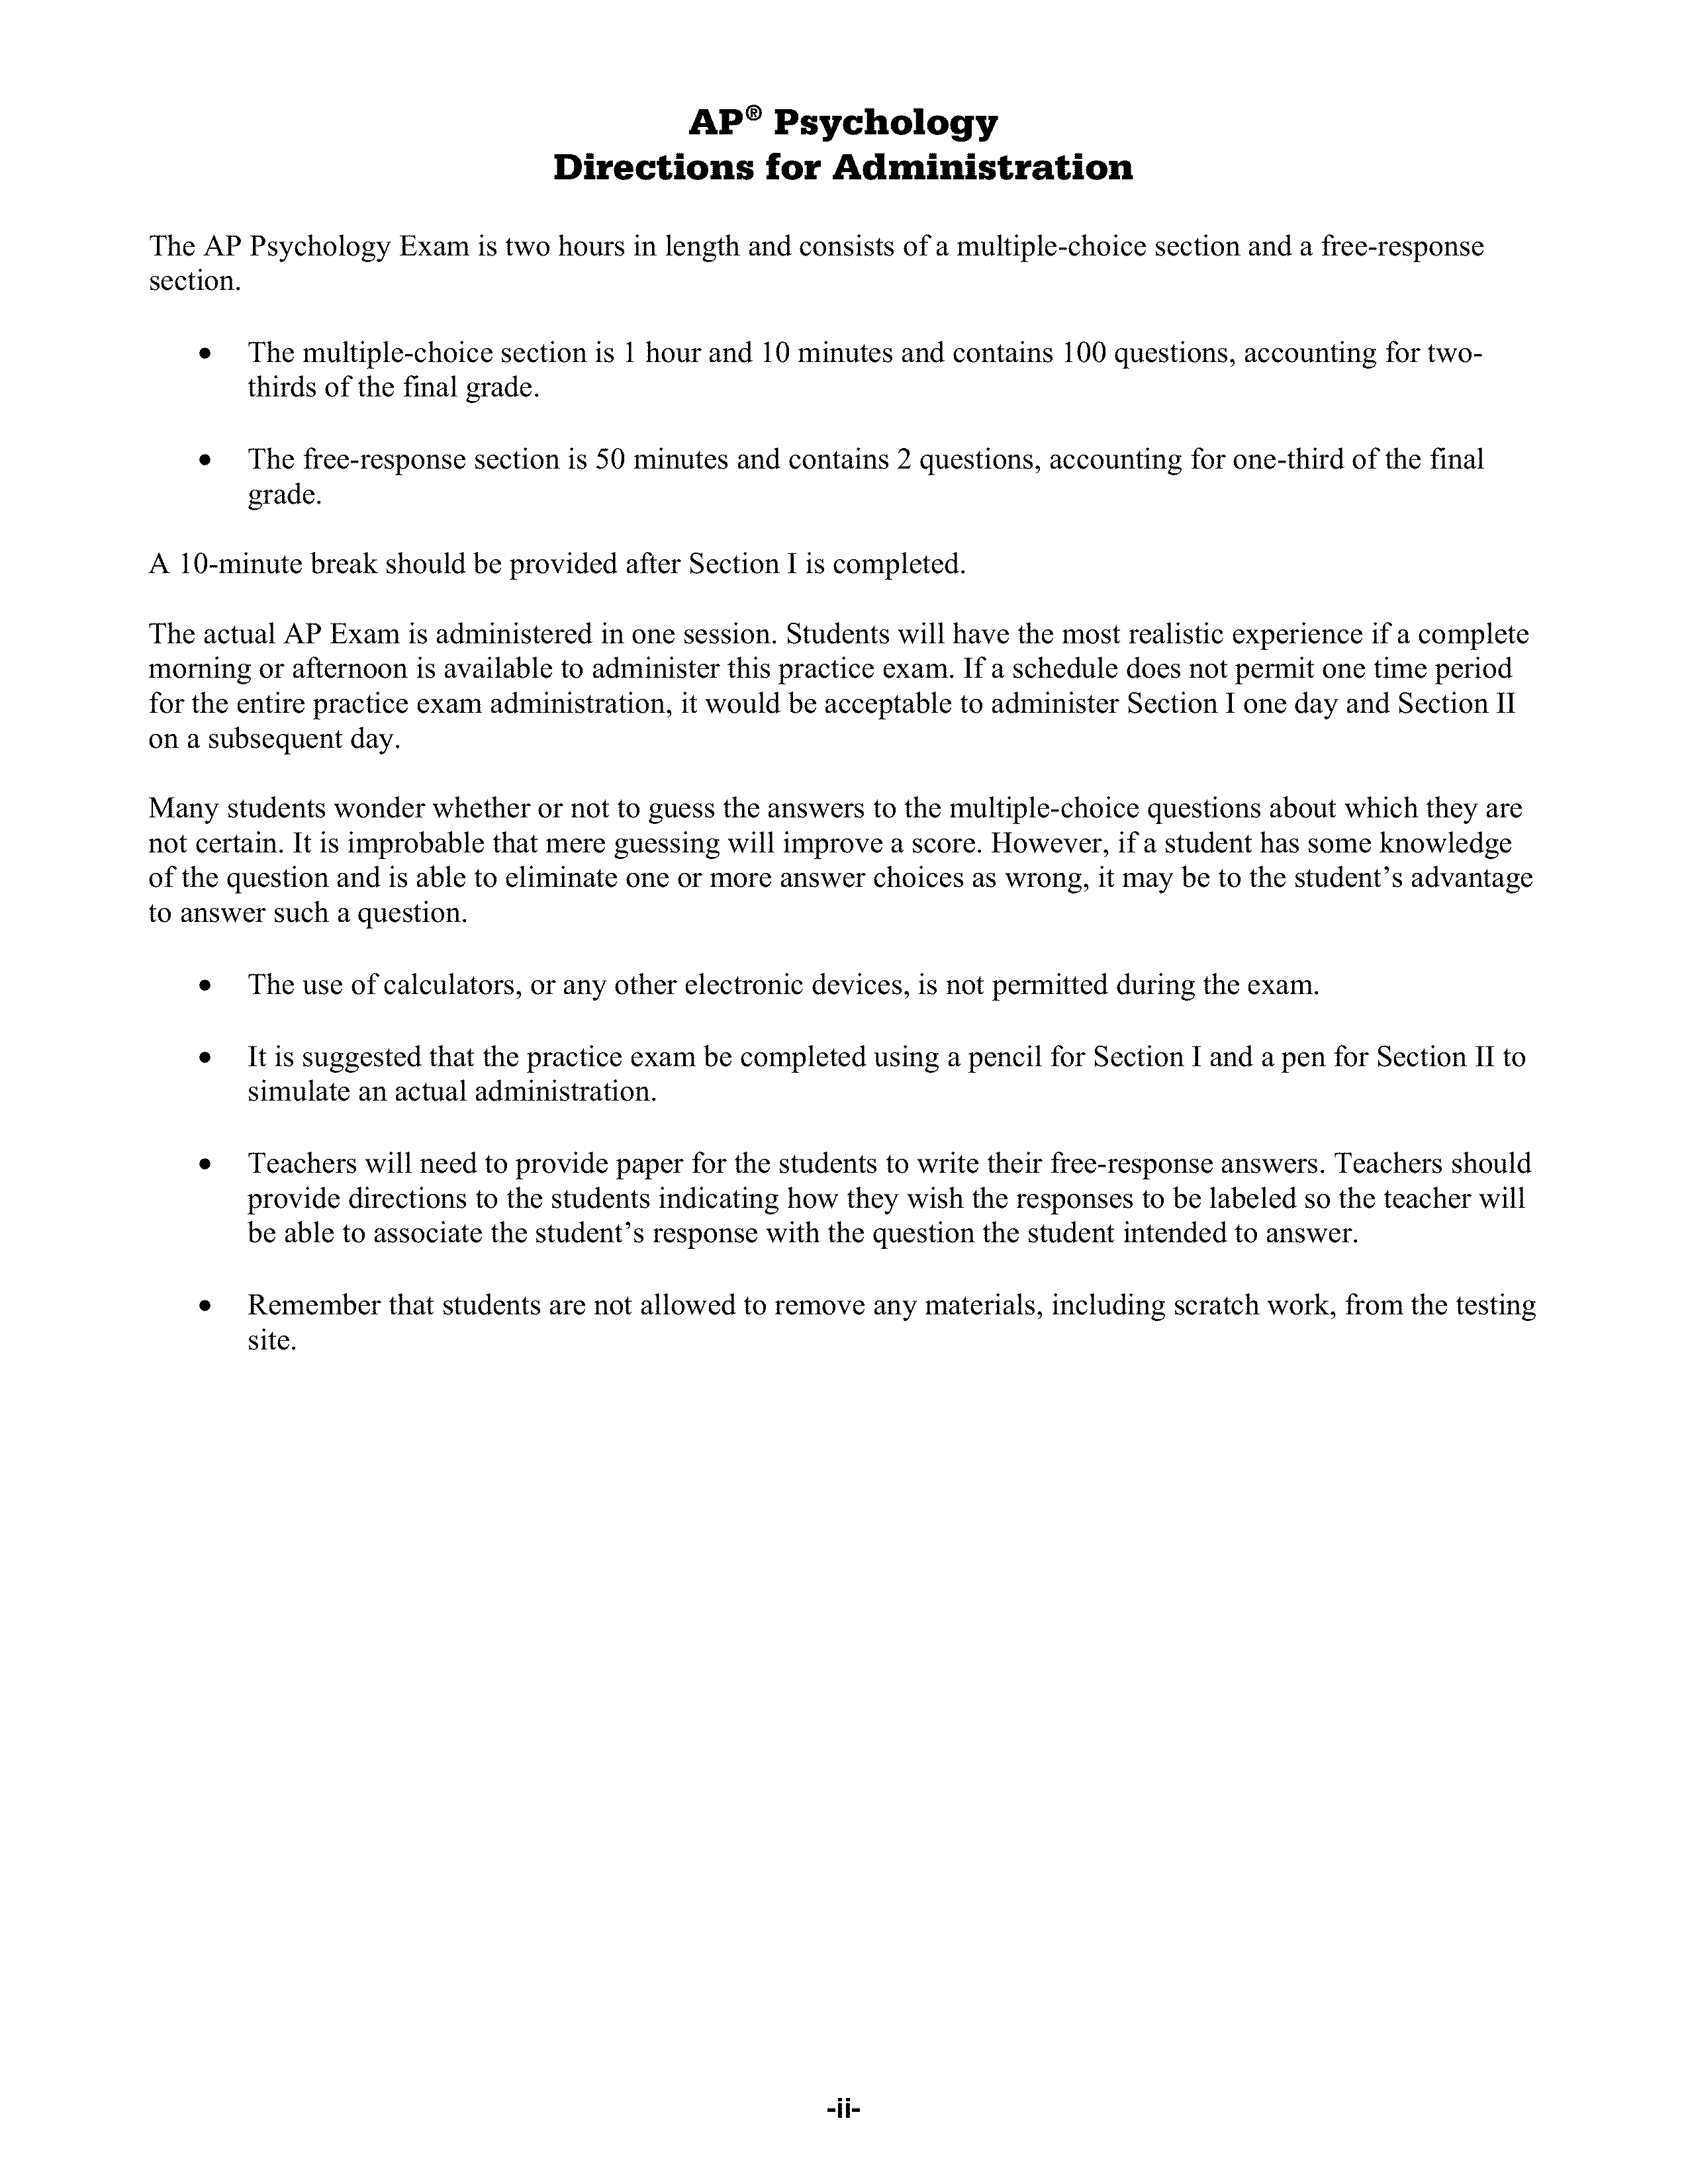 AP® Psychology
Directions for Administration
The AP Psychology Exam is two hours in length and consists of a multiple-choice section and a free-response
section.
• The multiple-choice section is 1 hour and 10 minutes and contains 100 questions, accounting for two-
thirds of the final grade.
• The free-response section is 50 minutes and contains 2 questions, accounting for one-third of the final
grade.
A 10-minute break should be provided after Section I is completed.
The actual AP Exam is administered in one session. Students will have the most realistic experience if a complete
morning or afternoon is available to administer this practice exam. If a schedule does not permit one time period
for the entire practice exam administration, it would be acceptable to administer Section I one day and Section II
on a subsequent day.
Many students wonder whether or not to guess the answers to the multiple-choice questions about which they are
not certain. It is improbable that mere guessing will improve a score. However, if a student has some knowledge
of the question and is able to eliminate one or more answer choices as wrong, it may be to the student’s advantage
to answer such a question.
• The use of calculators, or any other electronic devices, is not permitted during the exam.
• It is suggested that the practice exam be completed using a pencil for Section I and a pen for Section II to
simulate an actual administration.
• Teachers will need to provide paper for the students to write their free-response answers. Teachers should
provide directions to the students indicating how they wish the responses to be labeled so the teacher will
be able to associate the student’s response with the question the student intended to answer.
• Remember that students are not allowed to remove any materials, including scratch work, from the testing
site.
-ii-